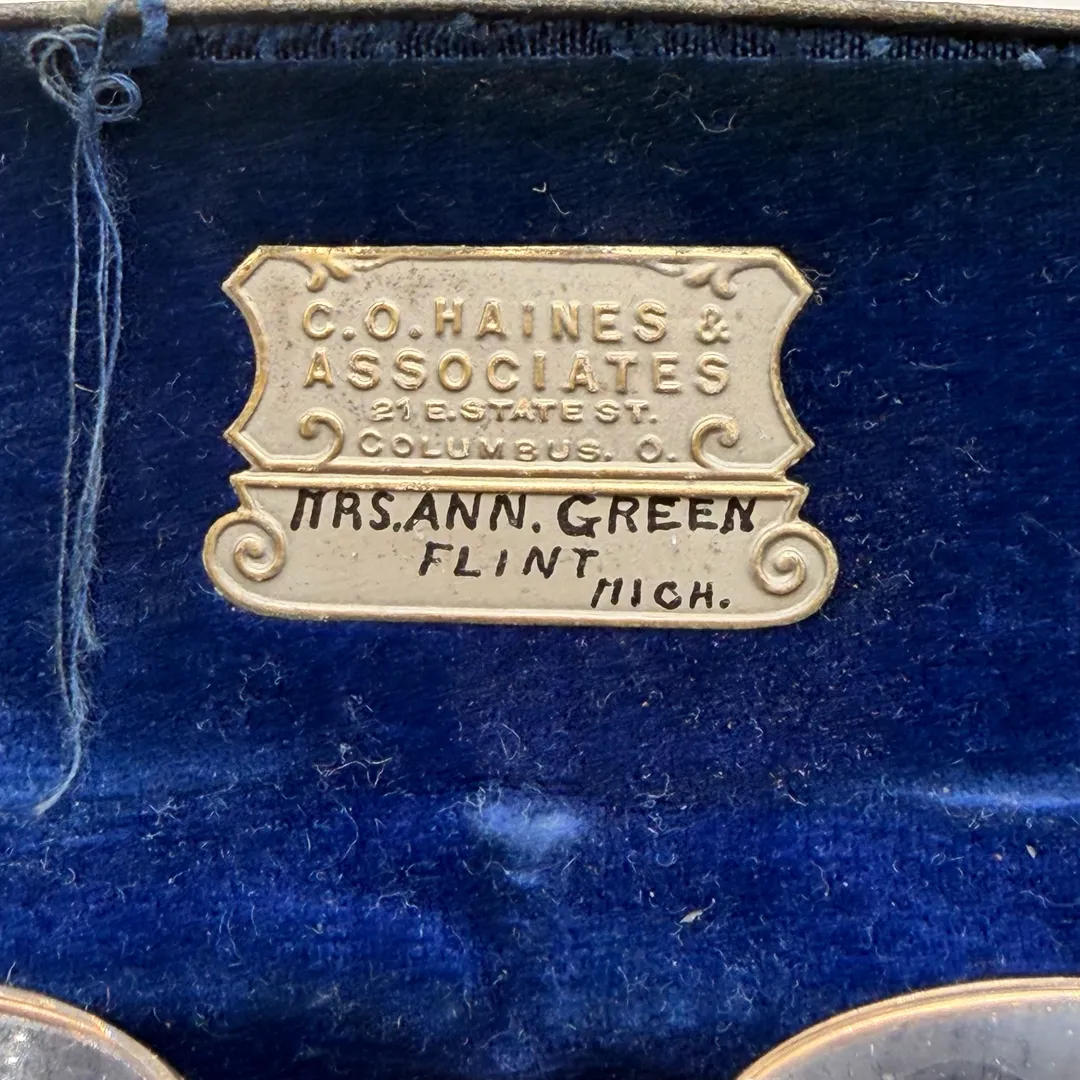 C.O. HAINES &
ASSOCIATES
21 E. STATE ST.
COLUMBUS, O.
MRS. ANN. GREEN
FLINT
MICH.